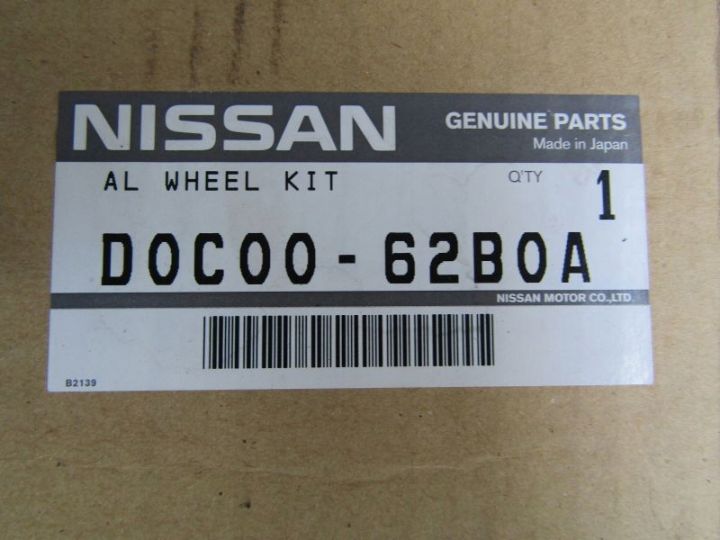 NISSAN GENUINE PARTS
Made in Japan
AL WHEEL KIT Q'TY 1
D0C00-62B0A
NISSAN MOTOR CO.,LTD.
B2139